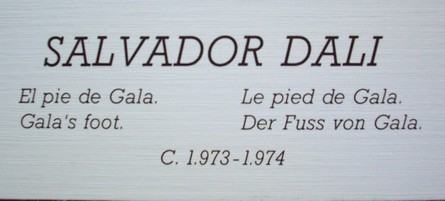 SALVADOR DALI
El pie de Gala. Le pied de Gala.
Gala's foot. Der Fuss von Gala.
C. 1.973-1.974